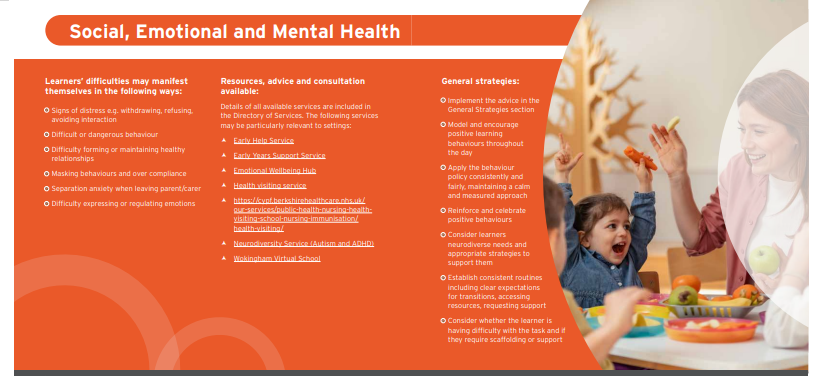 Social, Emotional and Mental Health
Learners' difficulties may manifest
themselves in the following ways:
Signs of distress e.g. withdrawing, refusing,
avoiding interaction
Difficult or dangerous behaviour
Difficulty forming or maintaining healthy
relationships
Masking behaviours and over compliance
Separation anxiety when leaving parent/carer
Difficulty expressing or regulating emotions
Resources, advice and consultation
available:
Details of all available services are included in
the Directory of Services. The following services
may be particularly relevant to settings:
Early Help Service
Early Years Support Service
Emotional Wellbeing Hub
Health visiting service
https://cypf.berkshirehealthcare.nhs.uk/
our-services/public-health-nursing-health-
visiting-school-nursing-immunisation/
health-visiting/
Neurodiversity Service (Autism and ADHD)
Wokingham Virtual School
General strategies:
Implement the advice in the
General Strategies section
Model and encourage
positive learning
behaviours throughout
the day
Apply the behaviour
policy consistently and
fairly, maintaining a calm
and measured approach
Reinforce and celebrate
positive behaviours
Consider learners
neurodiverse needs and
appropriate strategies to
support them
Establish consistent routines
including clear expectations
for transitions, accessing
resources, requesting support
Consider whether the learner is
having difficulty with the task and if
they require scaffolding or support